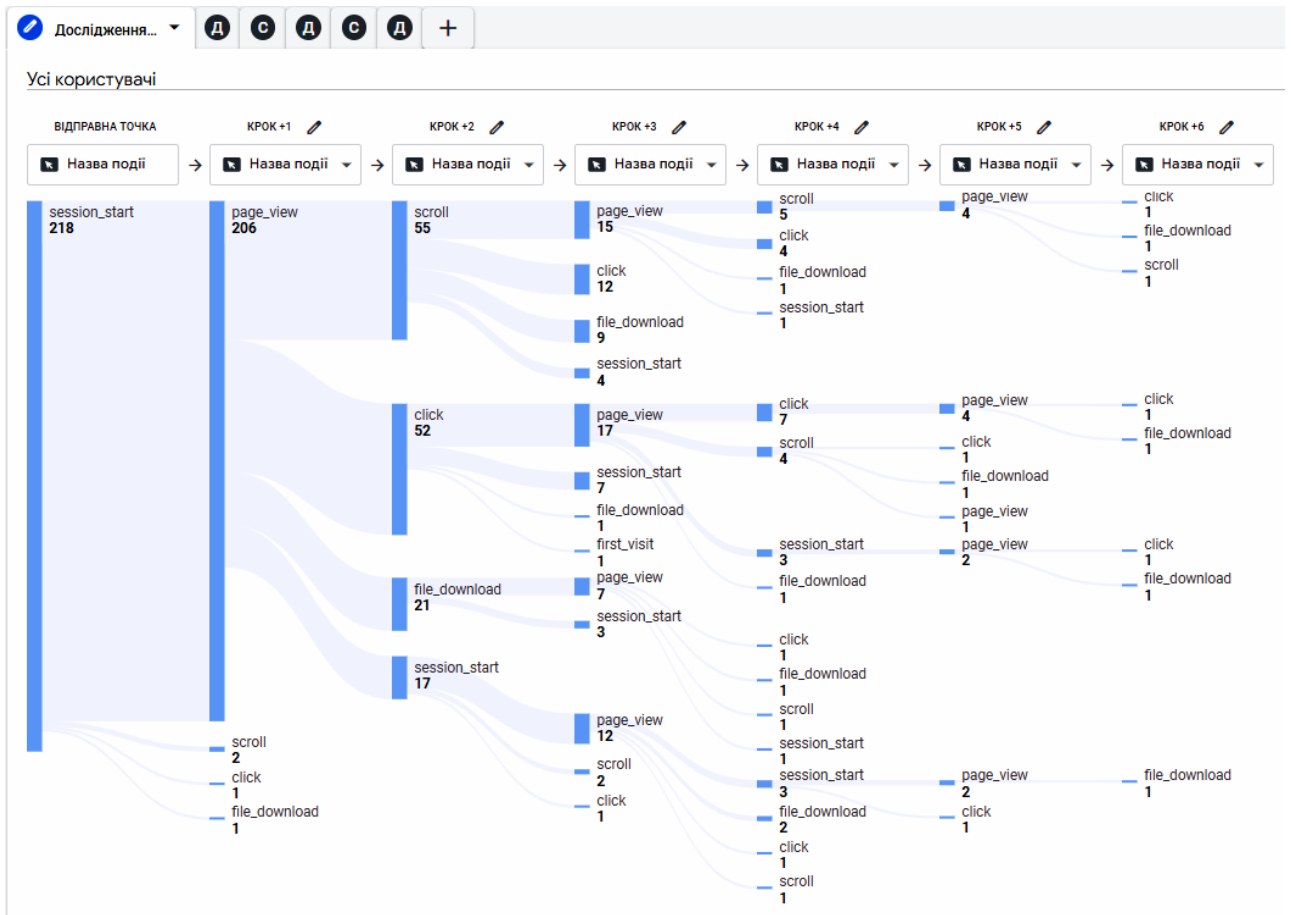 Дослідження...
Д
С
Д
С
Д
Усі користувачі
ВІДПРАВНА ТОЧКА
КРОК +1
КРОК +2
КРОК +3
КРОК +4
КРОК +5
КРОК +6
Назва події
Назва події
Назва події
Назва події
Назва події
Назва події
Назва події
session_start
218
page_view
206
scroll
2
click
1
file_download
1
scroll
55
click
52
file_download
21
session_start
17
page_view
15
click
12
file_download
9
session_start
4
page_view
17
session_start
7
file_download
1
first_visit
1
page_view
7
session_start
3
page_view
12
scroll
2
click
1
scroll
5
click
4
file_download
1
session_start
1
click
7
scroll
4
session_start
3
file_download
1
click
1
file_download
1
scroll
1
session_start
1
session_start
3
file_download
2
click
1
scroll
1
page_view
4
page_view
4
click
1
file_download
1
page_view
1
page_view
2
page_view
2
click
1
click
1
file_download
1
scroll
1
click
1
file_download
1
click
1
file_download
1
file_download
1